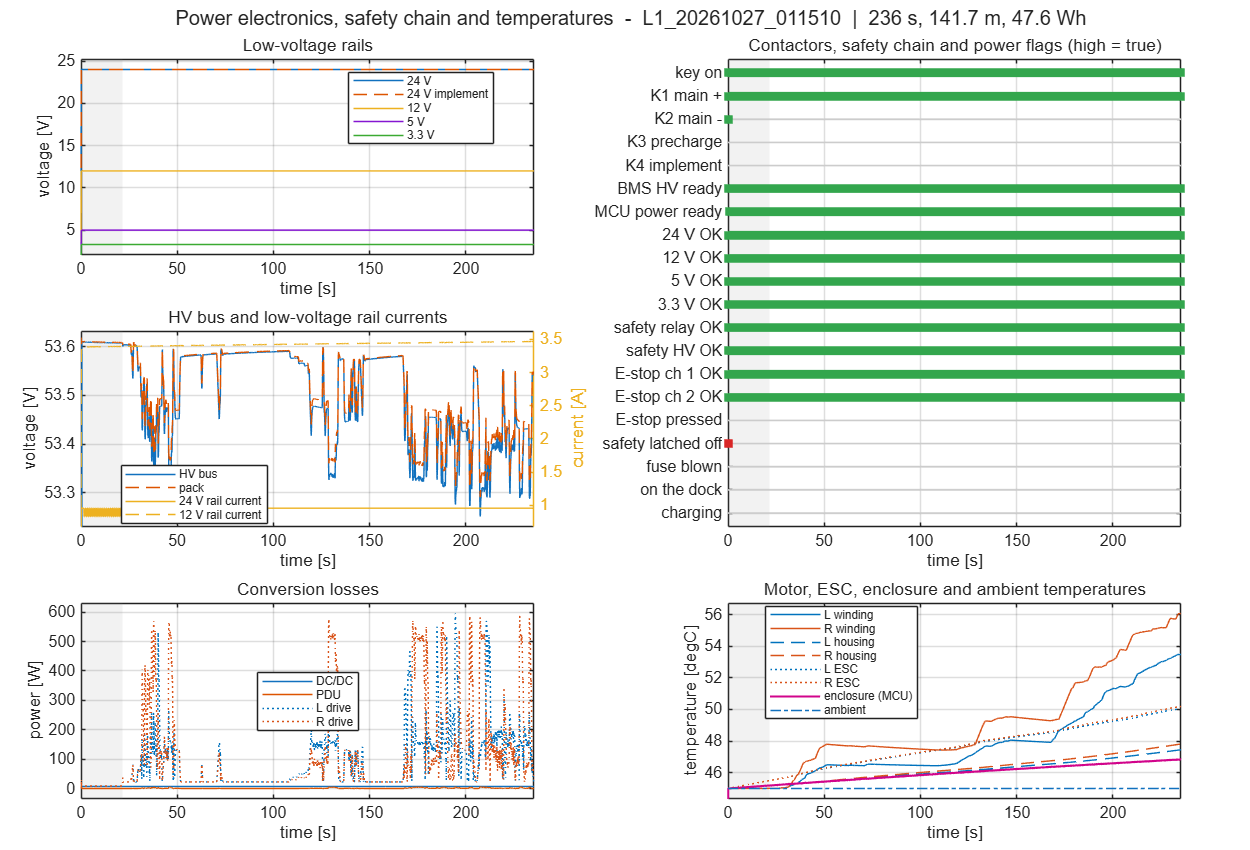 Power electronics, safety chain and temperatures - L1_20261027_011510 | 236 s, 141.7 m, 47.6 Wh
Low-voltage rails
voltage [V]
25
20
15
10
5
0
50
100
150
200
time [s]
24 V
24 V implement
12 V
5 V
3.3 V
Contactors, safety chain and power flags (high = true)
key on
K1 main +
K2 main -
K3 precharge
K4 implement
BMS HV ready
MCU power ready
24 V OK
12 V OK
5 V OK
3.3 V OK
safety relay OK
safety HV OK
E-stop ch 1 OK
E-stop ch 2 OK
E-stop pressed
safety latched off
fuse blown
on the dock
charging
0
50
100
150
200
time [s]
HV bus and low-voltage rail currents
voltage [V]
53.6
53.5
53.4
53.3
3.5
3
2.5
2
1.5
1
current [A]
HV bus
pack
24 V rail current
12 V rail current
0
50
100
150
200
time [s]
Conversion losses
power [W]
600
500
400
300
200
100
0
DC/DC
PDU
L drive
R drive
0
50
100
150
200
time [s]
Motor, ESC, enclosure and ambient temperatures
temperature [degC]
56
54
52
50
48
46
L winding
R winding
L housing
R housing
L ESC
R ESC
enclosure (MCU)
ambient
0
50
100
150
200
time [s]